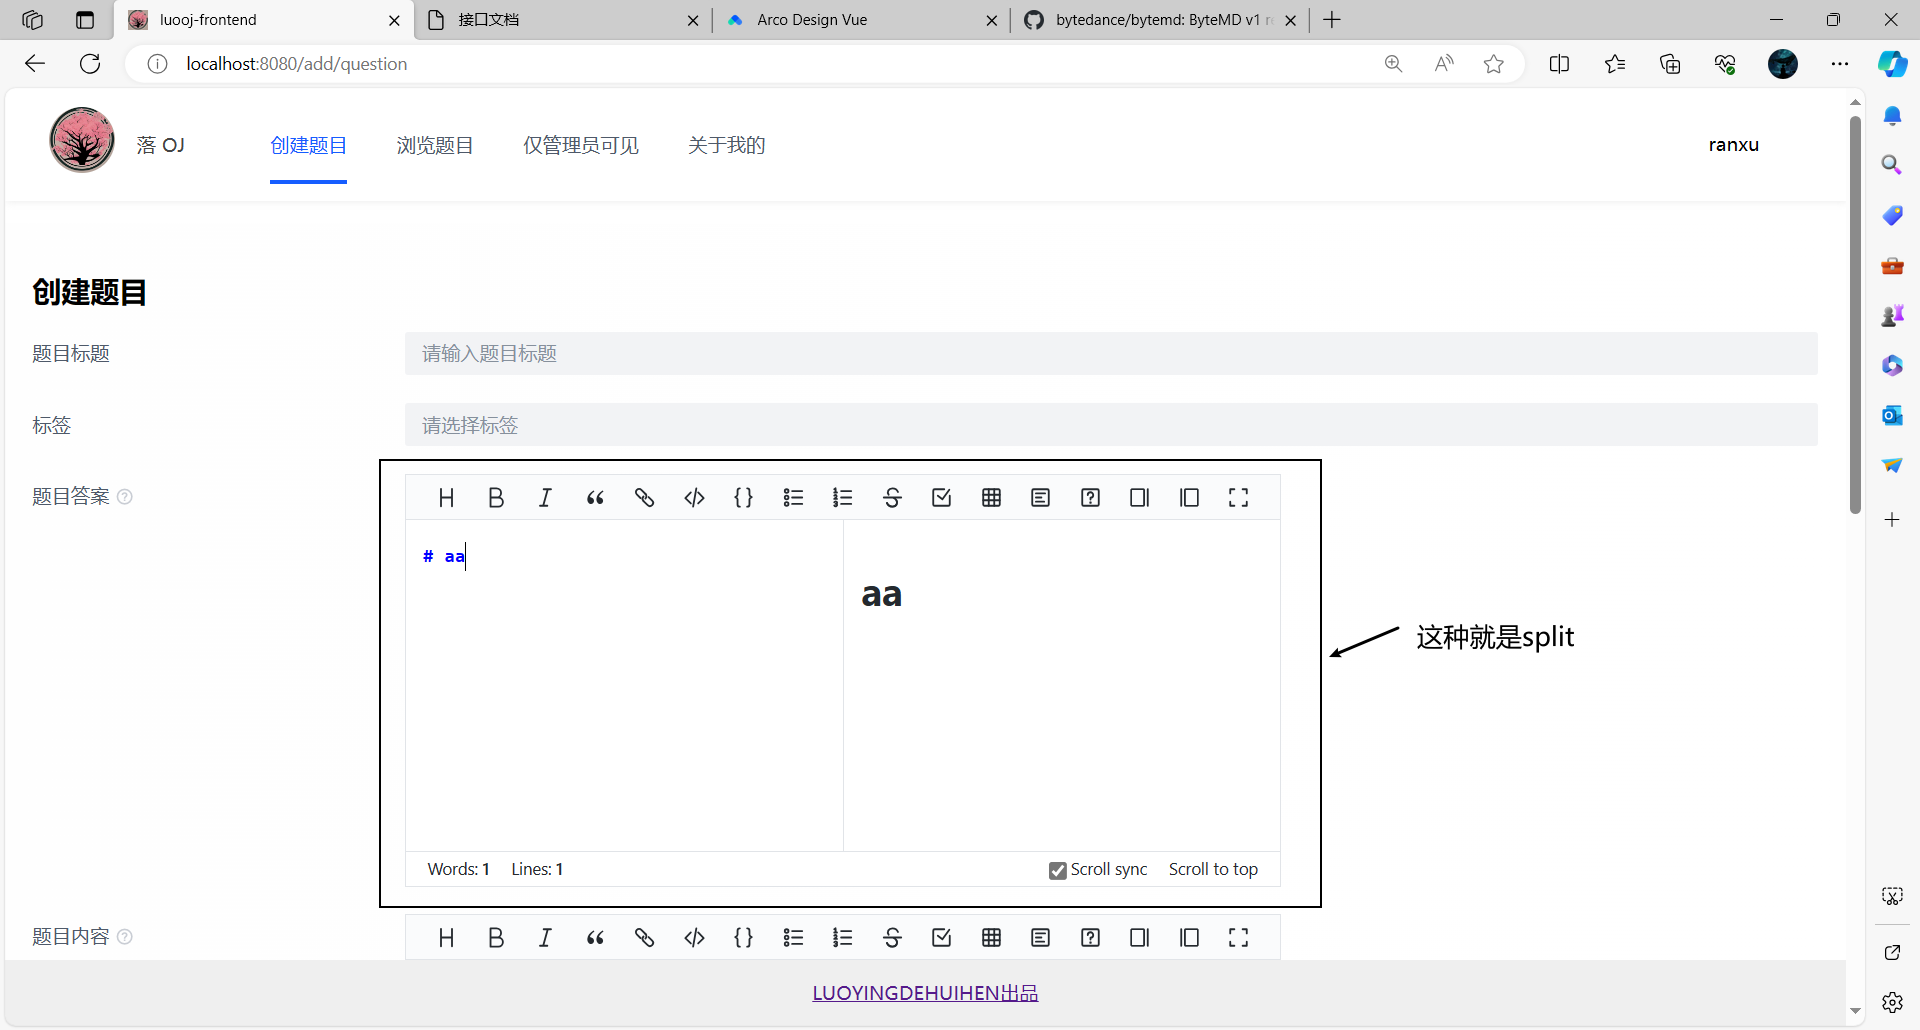 luooj-frontend
接口文档
Arco Design Vue
bytedance/bytemd: ByteMD v1 re
localhost:8080/add/question
落 OJ
创建题目
浏览题目
仅管理员可见
关于我的
ranxu
创建题目
题目标题
请输入题目标题
标签
请选择标签
题目答案
# aa
aa
这种就是split
Words: 1
Lines: 1
Scroll sync
Scroll to top
题目内容
LUOYINGDEHUIHEN出品